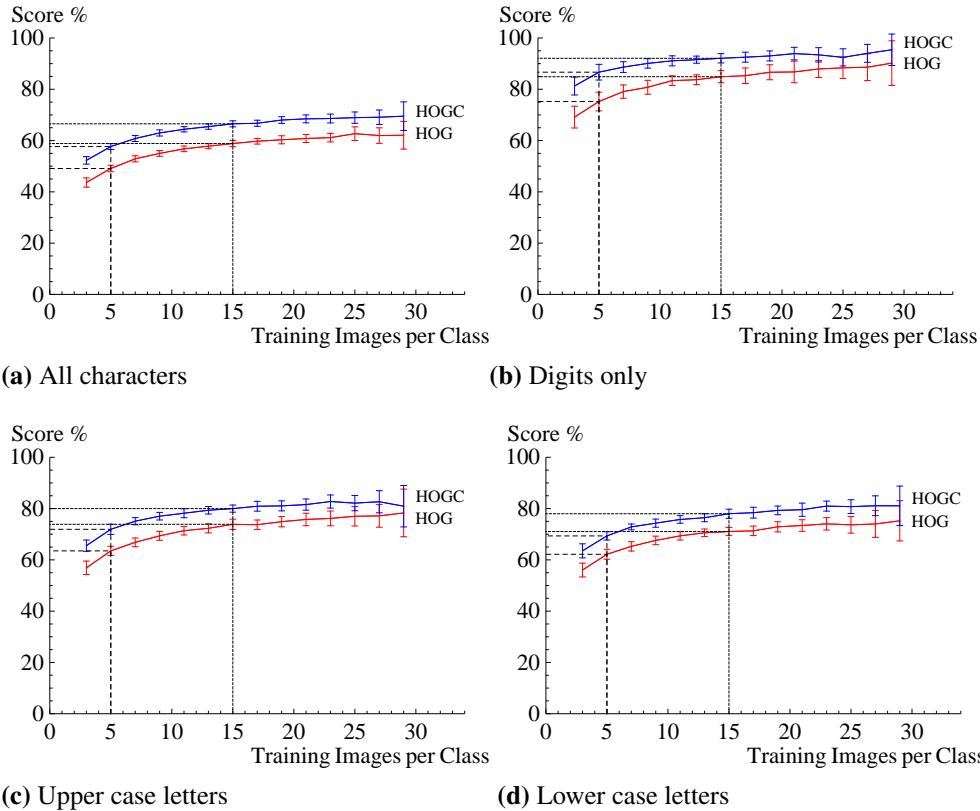 Score %
100
80
60
40
20
0
HOGC
HOG
0 5 10 15 20 25 30
Training Images per Class
(a) All characters
Score %
100
80
60
40
20
0
HOGC
HOG
0 5 10 15 20 25 30
Training Images per Class
(b) Digits only
Score %
100
80
60
40
20
0
HOGC
HOG
0 5 10 15 20 25 30
Training Images per Class
(c) Upper case letters
Score %
100
80
60
40
20
0
HOGC
HOG
0 5 10 15 20 25 30
Training Images per Class
(d) Lower case letters